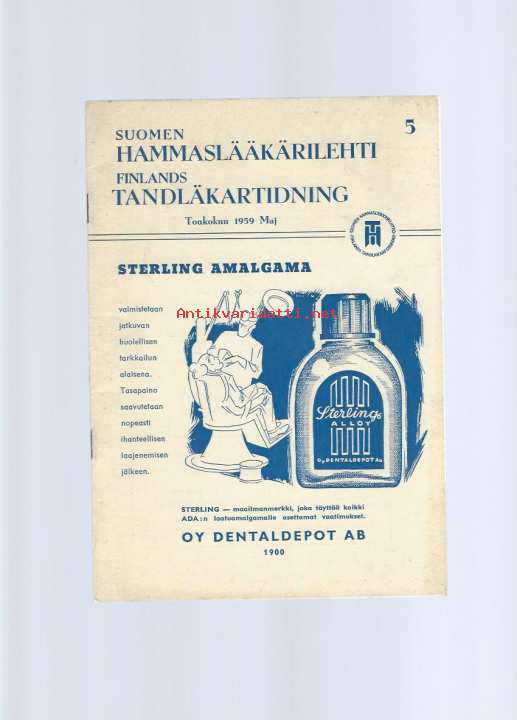 5
SUOMEN
HAMMASLÄÄKÄRILEHTI
FINLANDS
TANDLÄKARTIDNING
Toukokuu 1959 Maj
STERLING AMALGAMA
valmistetaan
jatkuvan
huolellisen
tarkkailun
alaisena.
Tasapaino
saavutetaan
nopeasti
ihanteellisen
laajenemisen
jälkeen.
Antikvariaatti.net
Sterling
ALLOY
OY DENTALDEPOT AB
STERLING — maailmanmerkki, joka täyttää kaikki
ADA:n laatuamalgamalle asettamat vaatimukset.
OY DENTALDEPOT AB
1900